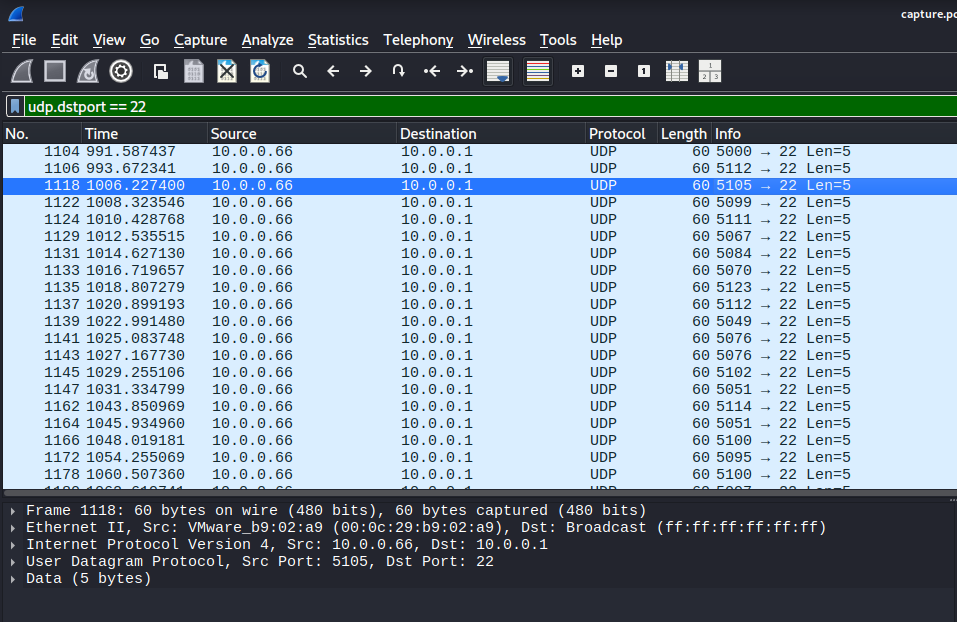 capture.pc
File Edit View Go Capture Analyze Statistics Telephony Wireless Tools Help
udp.dstport == 22
No. Time Source Destination Protocol Length Info
1104 991.587437 10.0.0.66 10.0.0.1 UDP 60 5000 → 22 Len=5
1106 993.672341 10.0.0.66 10.0.0.1 UDP 60 5112 → 22 Len=5
1118 1006.227400 10.0.0.66 10.0.0.1 UDP 60 5105 → 22 Len=5
1122 1008.323546 10.0.0.66 10.0.0.1 UDP 60 5099 → 22 Len=5
1124 1010.428768 10.0.0.66 10.0.0.1 UDP 60 5111 → 22 Len=5
1129 1012.535515 10.0.0.66 10.0.0.1 UDP 60 5067 → 22 Len=5
1131 1014.627130 10.0.0.66 10.0.0.1 UDP 60 5084 → 22 Len=5
1133 1016.719657 10.0.0.66 10.0.0.1 UDP 60 5070 → 22 Len=5
1135 1018.807279 10.0.0.66 10.0.0.1 UDP 60 5123 → 22 Len=5
1137 1020.899193 10.0.0.66 10.0.0.1 UDP 60 5112 → 22 Len=5
1139 1022.991480 10.0.0.66 10.0.0.1 UDP 60 5049 → 22 Len=5
1141 1025.083748 10.0.0.66 10.0.0.1 UDP 60 5076 → 22 Len=5
1143 1027.167730 10.0.0.66 10.0.0.1 UDP 60 5076 → 22 Len=5
1145 1029.255106 10.0.0.66 10.0.0.1 UDP 60 5102 → 22 Len=5
1147 1031.334799 10.0.0.66 10.0.0.1 UDP 60 5051 → 22 Len=5
1162 1043.850969 10.0.0.66 10.0.0.1 UDP 60 5114 → 22 Len=5
1164 1045.934960 10.0.0.66 10.0.0.1 UDP 60 5051 → 22 Len=5
1166 1048.019181 10.0.0.66 10.0.0.1 UDP 60 5100 → 22 Len=5
1172 1054.255069 10.0.0.66 10.0.0.1 UDP 60 5095 → 22 Len=5
1178 1060.507360 10.0.0.66 10.0.0.1 UDP 60 5100 → 22 Len=5
Frame 1118: 60 bytes on wire (480 bits), 60 bytes captured (480 bits)
Ethernet II, Src: VMware_b9:02:a9 (00:0c:29:b9:02:a9), Dst: Broadcast (ff:ff:ff:ff:ff:ff)
Internet Protocol Version 4, Src: 10.0.0.66, Dst: 10.0.0.1
User Datagram Protocol, Src Port: 5105, Dst Port: 22
Data (5 bytes)